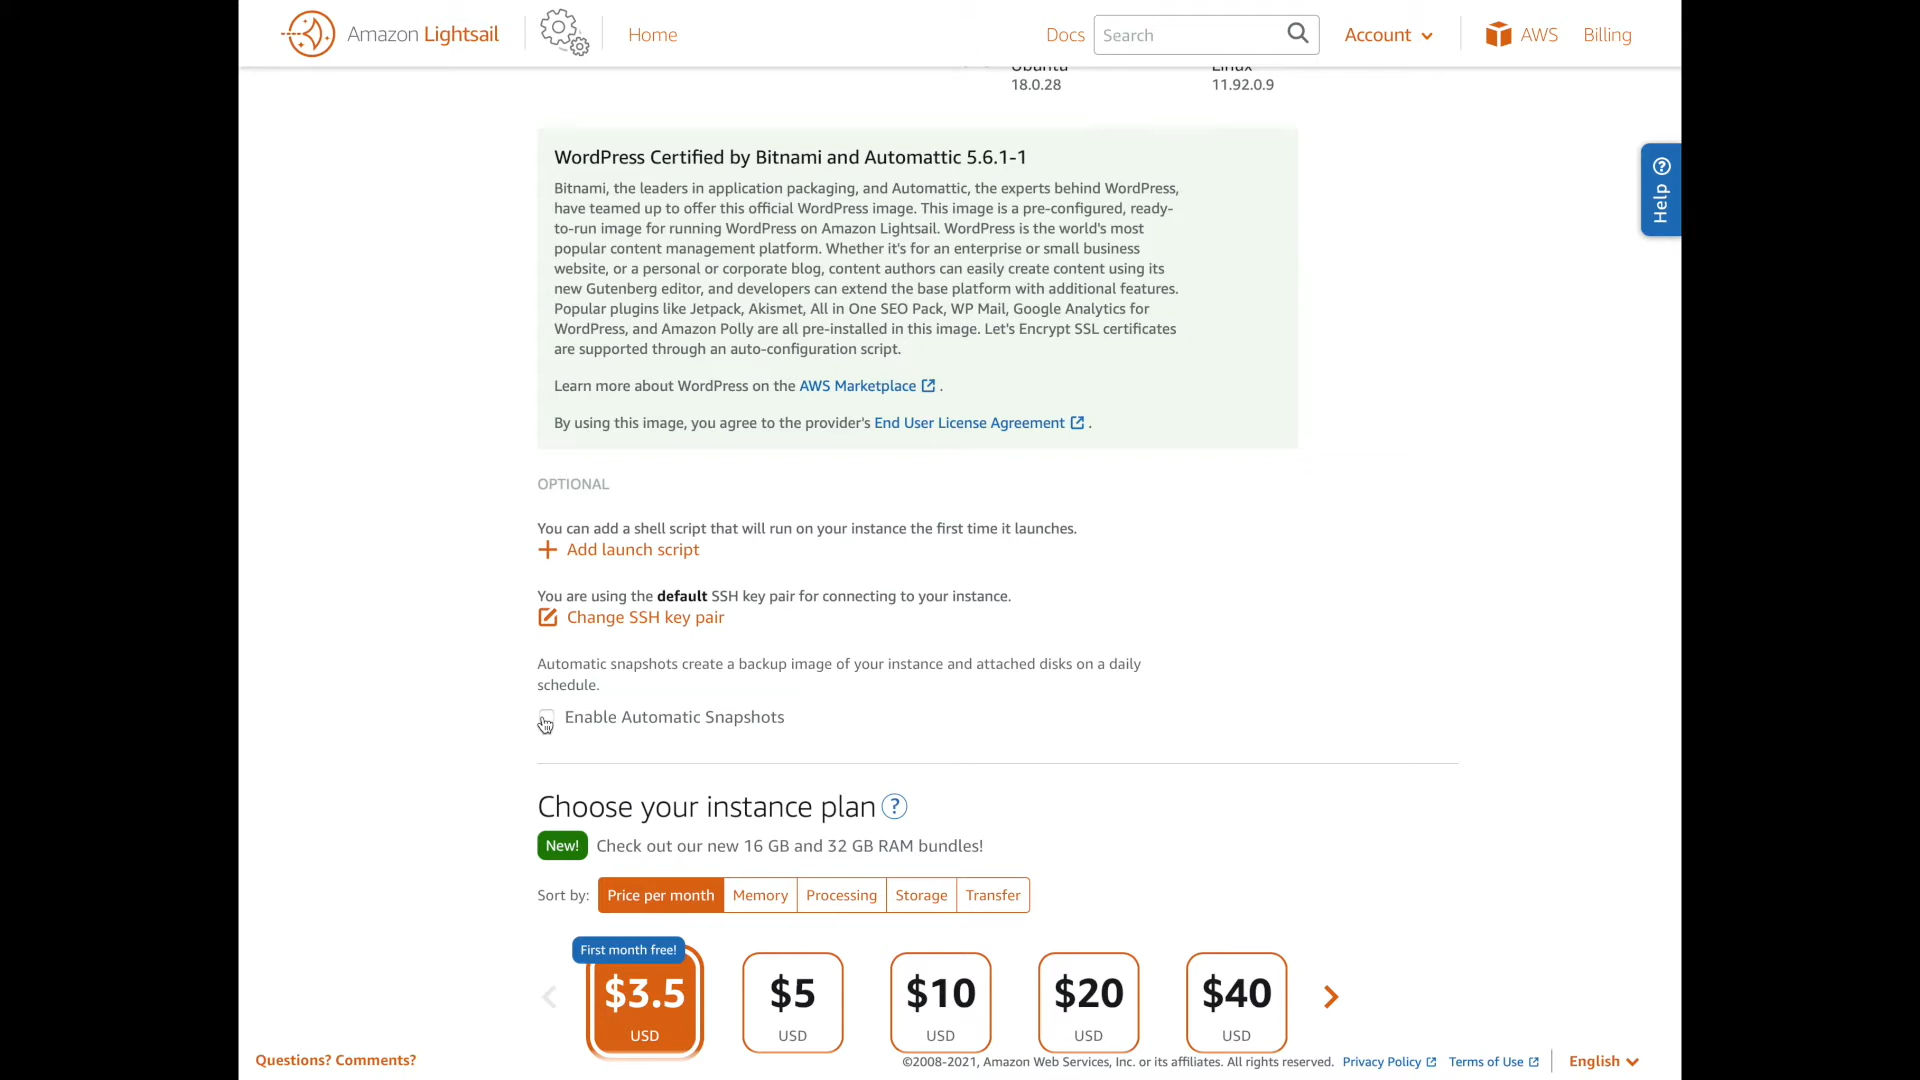 Amazon Lightsail
Home
Docs
Search
Account
AWS
Billing
Ubuntu
Linux
18.0.28
11.92.0.9
Help
WordPress Certified by Bitnami and Automattic 5.6.1-1
Bitnami, the leaders in application packaging, and Automattic, the experts behind WordPress,
have teamed up to offer this official WordPress image. This image is a pre-configured, ready-
to-run image for running WordPress on Amazon Lightsail. WordPress is the world's most
popular content management platform. Whether it's for an enterprise or small business
website, or a personal or corporate blog, content authors can easily create content using its
new Gutenberg editor, and developers can extend the base platform with additional features.
Popular plugins like Jetpack, Akismet, All in One SEO Pack, WP Mail, Google Analytics for
WordPress, and Amazon Polly are all pre-installed in this image. Let's Encrypt SSL certificates
are supported through an auto-configuration script.
Learn more about WordPress on the AWS Marketplace .
By using this image, you agree to the provider's End User License Agreement .
OPTIONAL
You can add a shell script that will run on your instance the first time it launches.
Add launch script
You are using the default SSH key pair for connecting to your instance.
Change SSH key pair
Automatic snapshots create a backup image of your instance and attached disks on a daily
schedule.
Enable Automatic Snapshots
Choose your instance plan ?
New! Check out our new 16 GB and 32 GB RAM bundles!
Sort by: Price per month Memory Processing Storage Transfer
First month free!
$3.5 $5 $10 $20 $40
USD USD USD USD USD
Questions? Comments?
©2008-2021, Amazon Web Services, Inc. or its affiliates. All rights reserved. Privacy Policy Terms of Use English